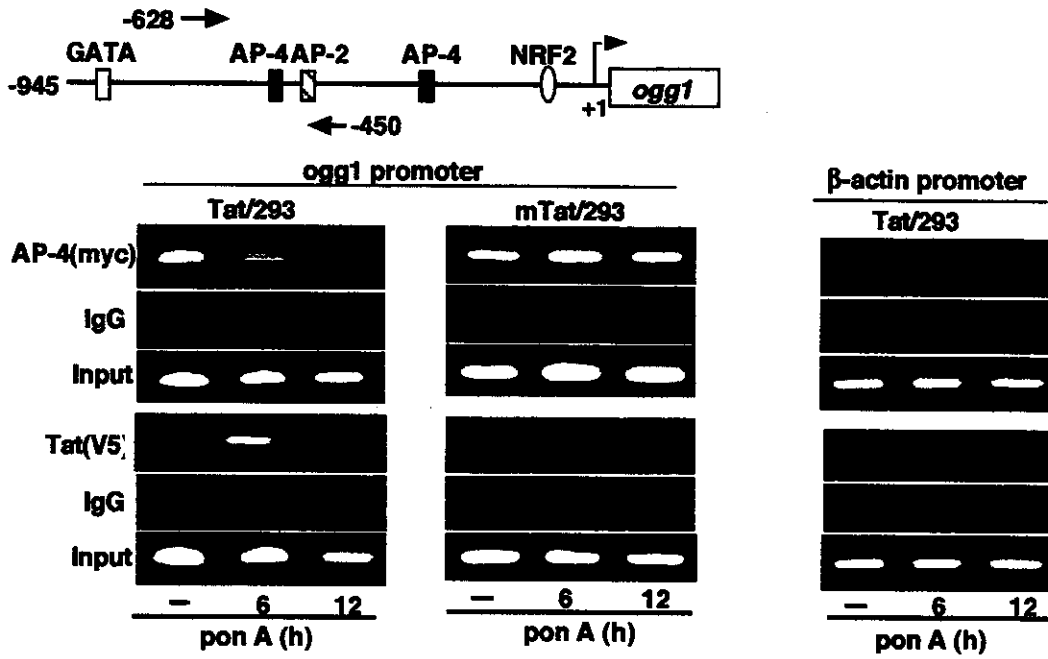 -628
GATA AP-4 AP-2 AP-4 NRF2
-945 ogg1
+1
-450
ogg1 promoter
β-actin promoter
Tat/293 mTat/293 Tat/293
AP-4(myc)
IgG
Input
Tat(V5)
IgG
Input
— 6 12 — 6 12 — 6 12
pon A (h) pon A (h) pon A (h)